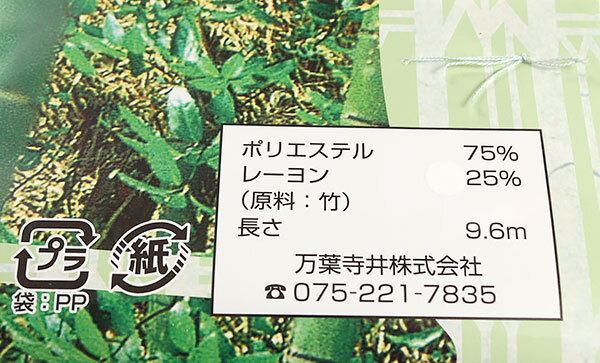 ポリエステル 75%
レーヨン 25%
(原料:竹)
長さ 9.6m
万葉寺井株式会社
☎075-221-7835
プラ
紙
袋:PP